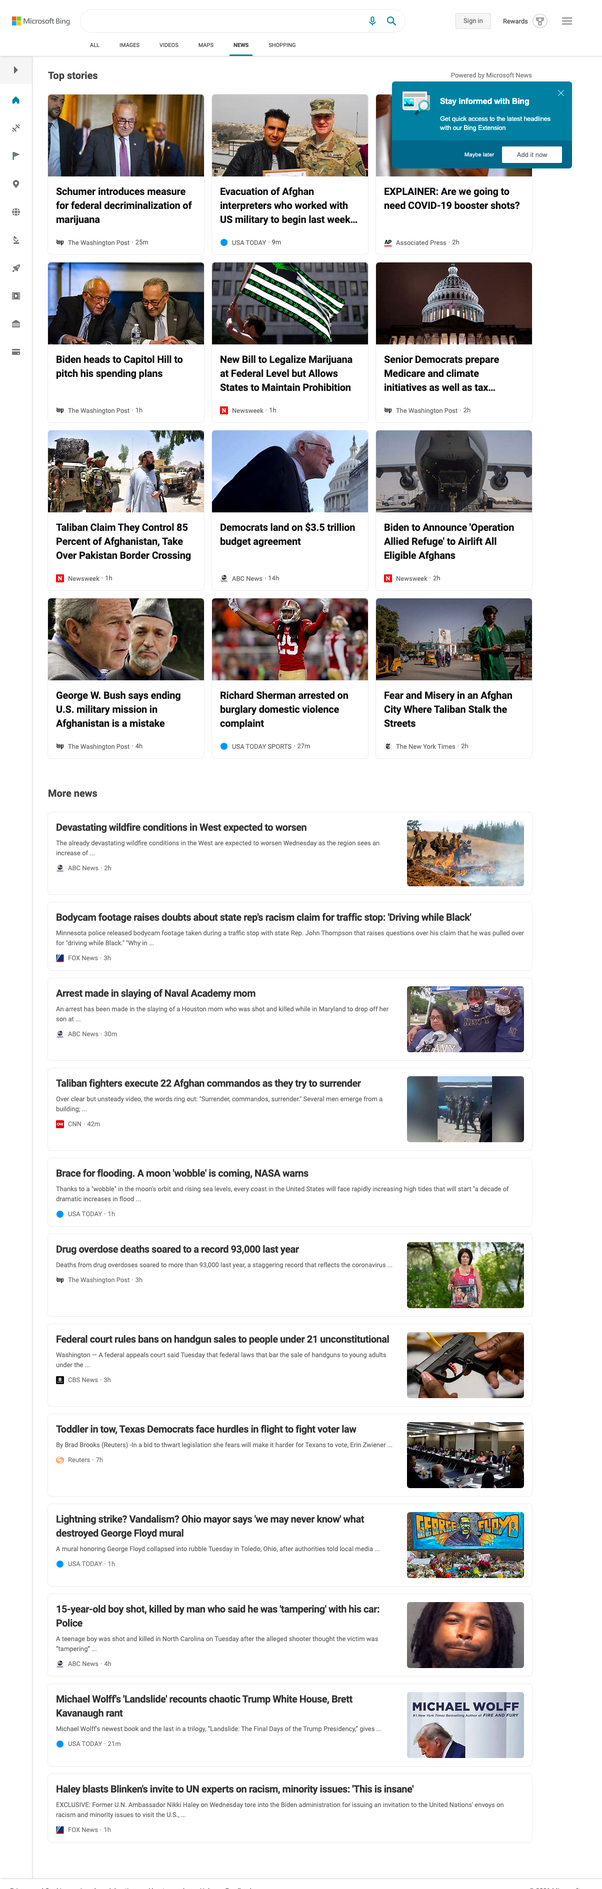 Microsoft Bing
Sign in
Rewards
ALL
IMAGES
VIDEOS
MAPS
NEWS
SHOPPING
Top stories
Powered by Microsoft News
Stay informed with Bing
Get quick access to the latest headlines
with our Bing Extension
Maybe later
Add it now
Schumer introduces measure
for federal decriminalization of
marijuana
The Washington Post · 25m
Evacuation of Afghan
interpreters who worked with
US military to begin last week...
USA TODAY · 9m
EXPLAINER: Are we going to
need COVID-19 booster shots?
AP
Associated Press · 2h
Biden heads to Capitol Hill to
pitch his spending plans
The Washington Post · 1h
New Bill to Legalize Marijuana
at Federal Level but Allows
States to Maintain Prohibition
N
Newsweek · 1h
Senior Democrats prepare
Medicare and climate
initiatives as well as tax...
The Washington Post · 2h
Taliban Claim They Control 85
Percent of Afghanistan, Take
Over Pakistan Border Crossing
N
Newsweek · 1h
Democrats land on $3.5 trillion
budget agreement
ABC News · 14h
Biden to Announce 'Operation
Allied Refuge' to Airlift All
Eligible Afghans
N
Newsweek · 2h
George W. Bush says ending
U.S. military mission in
Afghanistan is a mistake
The Washington Post · 4h
25
Richard Sherman arrested on
burglary domestic violence
complaint
USA TODAY SPORTS · 27m
Fear and Misery in an Afghan
City Where Taliban Stalk the
Streets
The New York Times · 2h
More news
Devastating wildfire conditions in West expected to worsen
The already devastating wildfire conditions in the West are expected to worsen Wednesday as the region sees an
increase of ...
ABC News · 2h
Bodycam footage raises doubts about state rep's racism claim for traffic stop: 'Driving while Black'
Minnesota police released bodycam footage taken during a traffic stop with state Rep. John Thompson that raises questions over his claim that he was pulled over
for "driving while Black." "Why in ...
FOX News · 3h
Arrest made in slaying of Naval Academy mom
An arrest has been made in the slaying of a Houston mom who was shot and killed while in Maryland to drop off her
son at ...
ABC News · 30m
Taliban fighters execute 22 Afghan commandos as they try to surrender
Over clear but unsteady video, the words ring out: "Surrender, commandos, surrender." Several men emerge from a
building; ...
CNN · 42m
Brace for flooding. A moon 'wobble' is coming, NASA warns
Thanks to a "wobble" in the moon's orbit and rising sea levels, every coast in the United States will face rapidly increasing high tides that will start "a decade of
dramatic increases in flood ...
USA TODAY · 1h
Drug overdose deaths soared to a record 93,000 last year
Deaths from drug overdoses soared to more than 93,000 last year, a staggering record that reflects the coronavirus ...
The Washington Post · 3h
Federal court rules bans on handgun sales to people under 21 unconstitutional
Washington — A federal appeals court said Tuesday that federal laws that bar the sale of handguns to young adults
under the ...
CBS News · 3h
Toddler in tow, Texas Democrats face hurdles in flight to fight voter law
By Brad Brooks (Reuters) -In a bid to thwart legislation she fears will make it harder for Texans to vote, Erin Zwiener ...
Reuters · 7h
Lightning strike? Vandalism? Ohio mayor says 'we may never know' what
destroyed George Floyd mural
A mural honoring George Floyd collapsed into rubble Tuesday in Toledo, Ohio, after authorities told local media ...
USA TODAY · 1h
GEORGE FLOYD
15-year-old boy shot, killed by man who said he was 'tampering' with his car:
Police
A teenage boy was shot and killed in North Carolina on Tuesday after the alleged shooter thought the victim was
"tampering" ...
ABC News · 4h
Michael Wolff's 'Landslide' recounts chaotic Trump White House, Brett
Kavanaugh rant
Michael Wolff's newest book and the last in a trilogy, "Landslide: The Final Days of the Trump Presidency," gives ...
USA TODAY · 21m
MICHAEL WOLFF
#1 New York Times Bestselling Author of FIRE AND FURY
Haley blasts Blinken's invite to UN experts on racism, minority issues: 'This is insane'
EXCLUSIVE: Former U.N. Ambassador Nikki Haley on Wednesday tore into the Biden administration for issuing an invitation to the United Nations' envoys on
racism and minority issues to visit the U.S., ...
FOX News · 1h